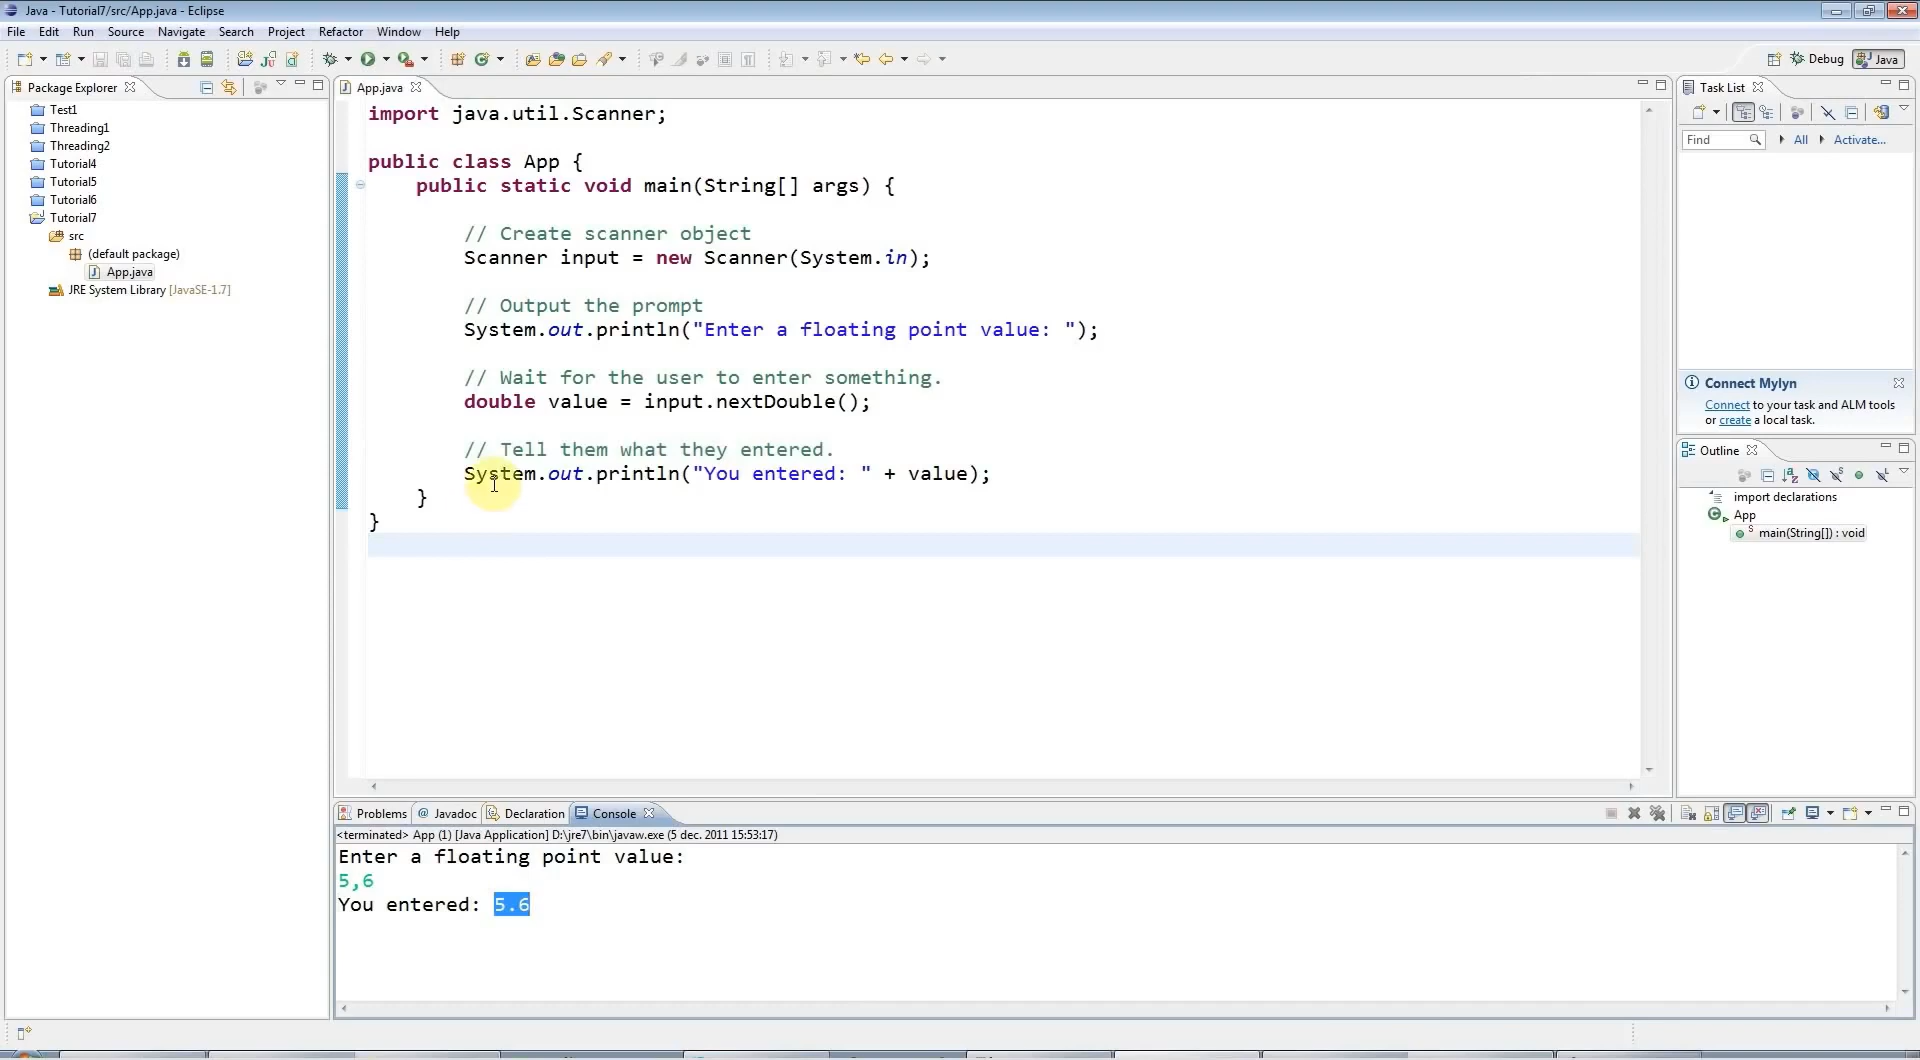 Java - Tutorial7/src/App.java - Eclipse
File Edit Run Source Navigate Search Project Refactor Window Help
Debug Java
Package Explorer
Test1
Threading1
Threading2
Tutorial4
Tutorial5
Tutorial6
Tutorial7
src
(default package)
App.java
JRE System Library [JavaSE-1.7]
App.java
import java.util.Scanner;
public class App {
public static void main(String[] args) {
// Create scanner object
Scanner input = new Scanner(System.in);
// Output the prompt
System.out.println("Enter a floating point value: ");
// Wait for the user to enter something.
double value = input.nextDouble();
// Tell them what they entered.
System.out.println("You entered: " + value);
}
}
Task List
Find All Activate...
Connect Mylyn
Connect to your task and ALM tools
or create a local task.
Outline
import declarations
App
main(String[]) : void
Problems @ Javadoc Declaration Console
<terminated> App (1) [Java Application] D:\jre7\bin\javaw.exe (5 dec. 2011 15:53:17)
Enter a floating point value:
5,6
You entered: 5.6